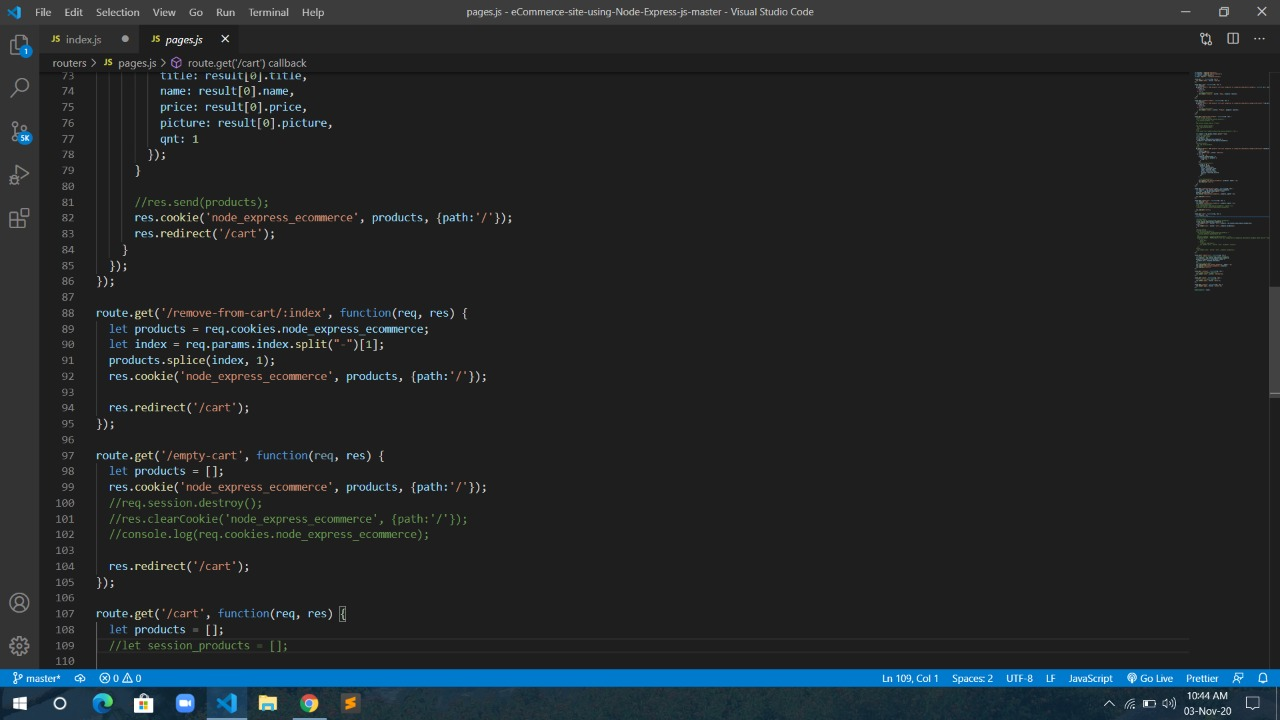 File Edit Selection View Go Run Terminal Help pages.js - eCommerce-site-using-Node-Express-js-master - Visual Studio Code
JS index.js JS pages.js
routers > JS pages.js > route.get('/cart') callback
73 title: result[0].title,
74 name: result[0].name,
75 price: result[0].price,
76 picture: result[0].picture,
77 qnt: 1
78 });
79 }
80
81 //res.send(products);
82 res.cookie('node_express_ecommerce', products, {path:'/'});
83 res.redirect('/cart');
84 }
85 });
86 });
87
88 route.get('/remove-from-cart/:index', function(req, res) {
89 let products = req.cookies.node_express_ecommerce;
90 let index = req.params.index.split("-")[1];
91 products.splice(index, 1);
92 res.cookie('node_express_ecommerce', products, {path:'/'});
93
94 res.redirect('/cart');
95 });
96
97 route.get('/empty-cart', function(req, res) {
98 let products = [];
99 res.cookie('node_express_ecommerce', products, {path:'/'});
100 //req.session.destroy();
101 //res.clearCookie('node_express_ecommerce', {path:'/'});
102 //console.log(req.cookies.node_express_ecommerce);
103
104 res.redirect('/cart');
105 });
106
107 route.get('/cart', function(req, res) {
108 let products = [];
109 //let session_products = [];
110
1
5K
master* 0 0 Ln 109, Col 1 Spaces: 2 UTF-8 LF JavaScript Go Live Prettier
10:44 AM
03-Nov-20